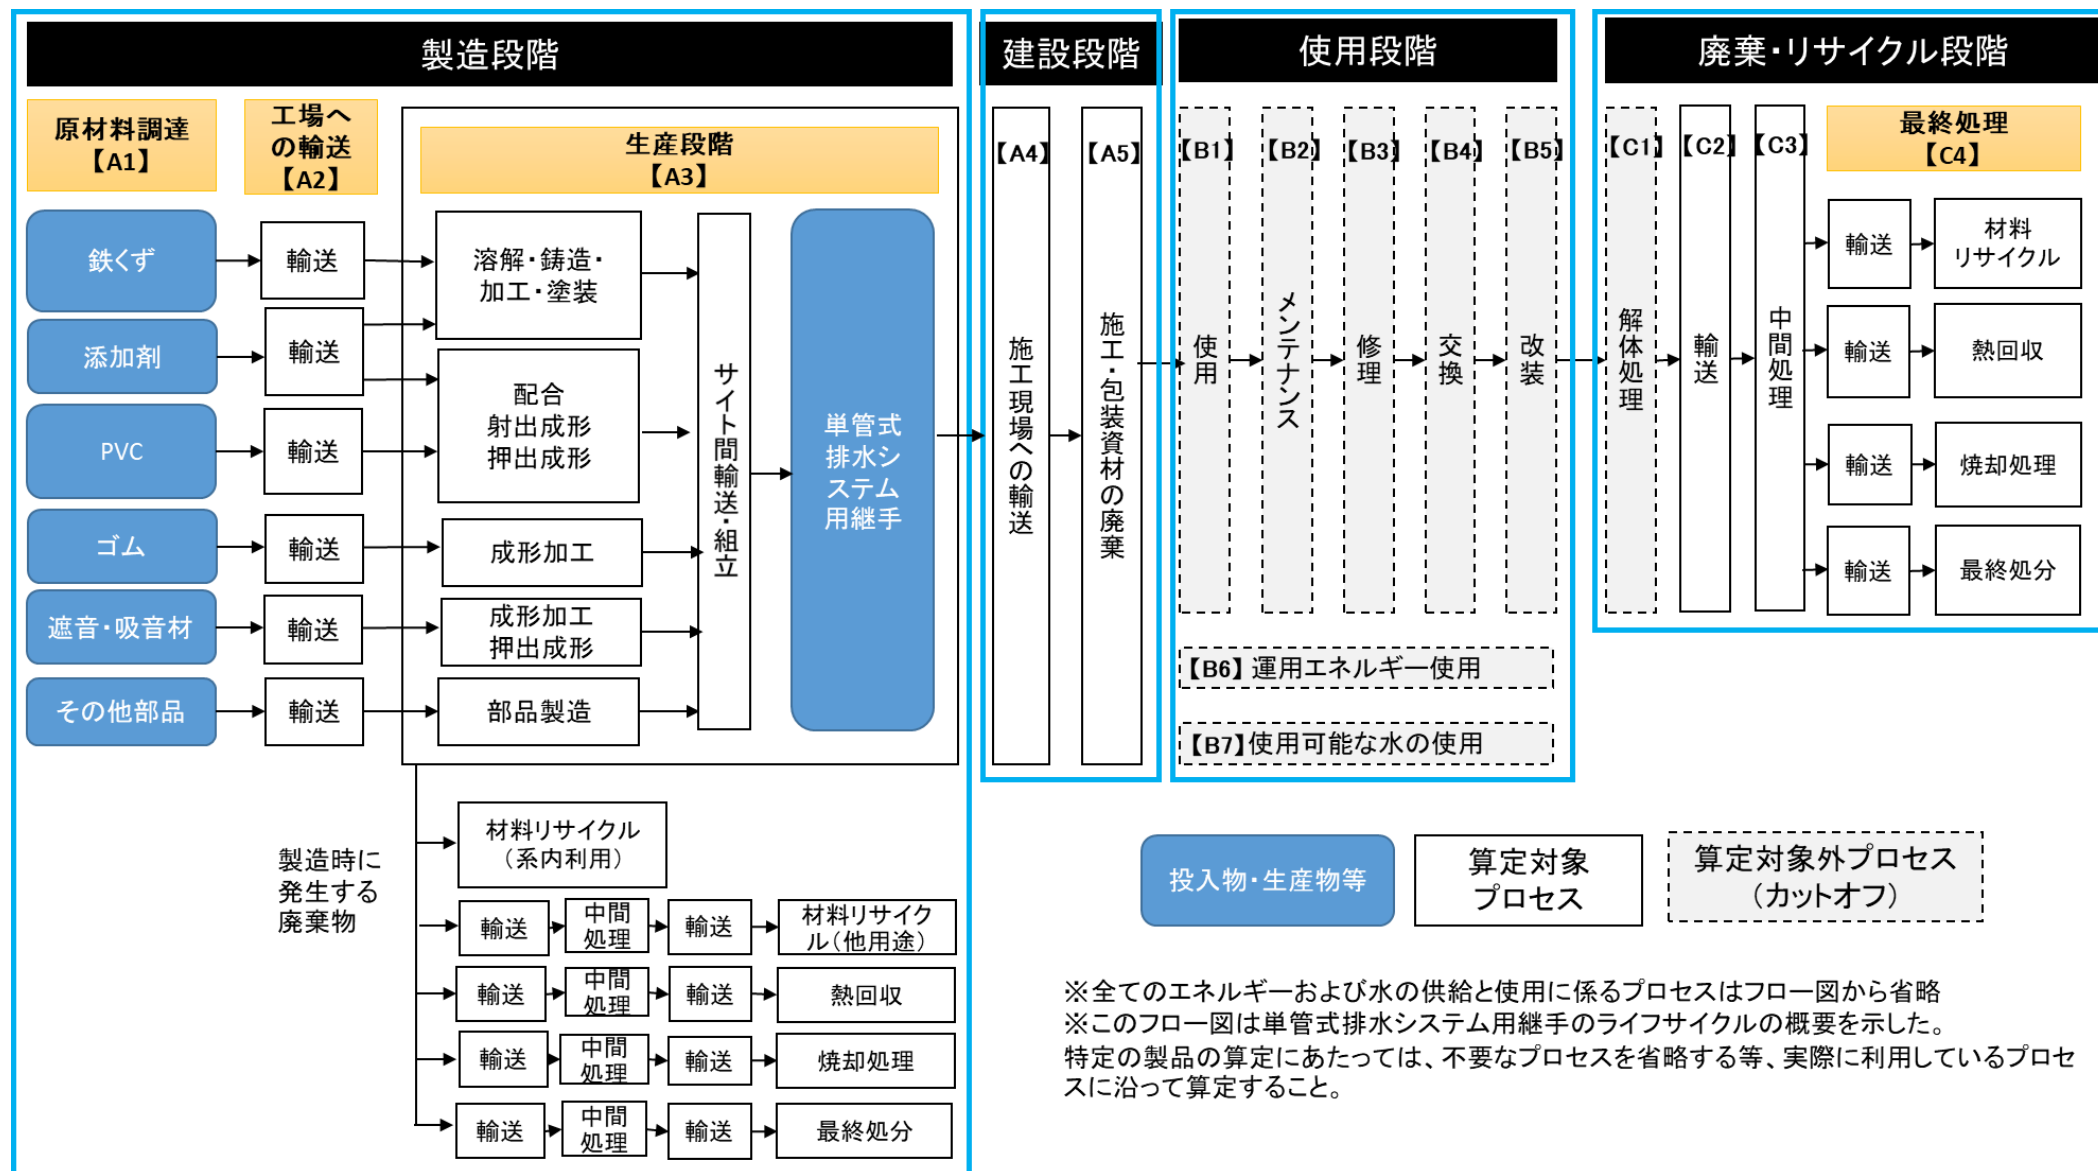 製造段階
原材料調達
【A1】
工場へ
の輸送
【A2】
生産段階
【A3】
鉄くず
輸送
溶解・鋳造・
加工・塗装
添加剤
輸送
配合
射出成形
押出成形
PVC
輸送
ゴム
輸送
成形加工
遮音・吸音材
輸送
成形加工
押出成形
その他部品
輸送
部品製造
サイト間輸送・組立
単管式
排水シ
ステム
用継手
製造時に
発生する
廃棄物
材料リサイクル
（系内利用）
輸送
中間
処理
輸送
材料リサイク
ル（他用途）
輸送
中間
処理
輸送
熱回収
輸送
中間
処理
輸送
焼却処理
輸送
中間
処理
輸送
最終処分
建設段階
【A4】
施工現場への輸送
【A5】
施工・包装資材の廃棄
使用段階
【B1】
使用
【B2】
メンテナンス
【B3】
修理
【B4】
交換
【B5】
改装
【B6】運用エネルギー使用
【B7】使用可能な水の使用
廃棄・リサイクル段階
【C1】
解体処理
【C2】
輸送
【C3】
中間処理
最終処理
【C4】
輸送
材料
リサイクル
輸送
熱回収
輸送
焼却処理
輸送
最終処分
投入物・生産物等
算定対象
プロセス
算定対象外プロセス
（カットオフ）
※全てのエネルギーおよび水の供給と使用に係るプロセスはフロー図から省略
※このフロー図は単管式排水システム用継手のライフサイクルの概要を示した。
特定の製品の算定にあたっては、不要なプロセスを省略する等、実際に利用しているプロセ
スに沿って算定すること。